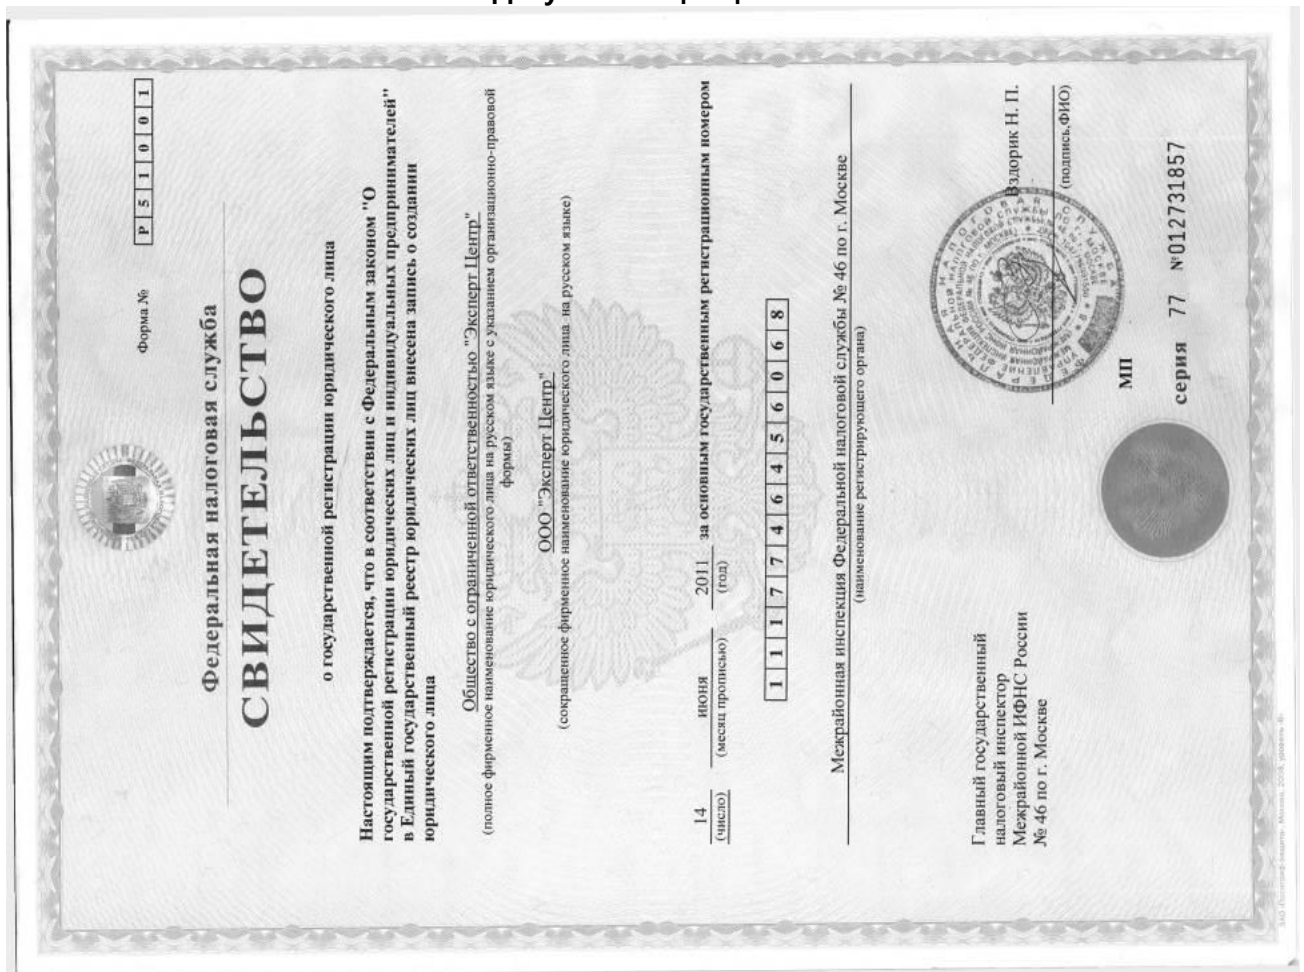 Форма № Р 5 1 0 0 1
Федеральная налоговая служба
СВИДЕТЕЛЬСТВО
о государственной регистрации юридического лица
Настоящим подтверждается, что в соответствии с Федеральным законом "О
государственной регистрации юридических лиц и индивидуальных предпринимателей"
в Единый государственный реестр юридических лиц внесена запись о создании
юридического лица
Общество с ограниченной ответственностью "Эксперт Центр"
(полное фирменное наименование юридического лица на русском языке с указанием организационно-правовой
формы)
ООО "Эксперт Центр"
(сокращенное фирменное наименование юридического лица на русском языке)
14 июня 2011 за основным государственным регистрационным номером
(число) (месяц прописью) (год)
1 1 1 7 7 4 6 4 5 6 0 6 8
Межрайонная инспекция Федеральной налоговой службы № 46 по г. Москве
(наименование регистрирующего органа)
Главный государственный
налоговый инспектор
Межрайонной ИФНС России
№ 46 по г. Москве
Вздорик Н. П.
(подпись,ФИО)
МП
серия 77 №012731857